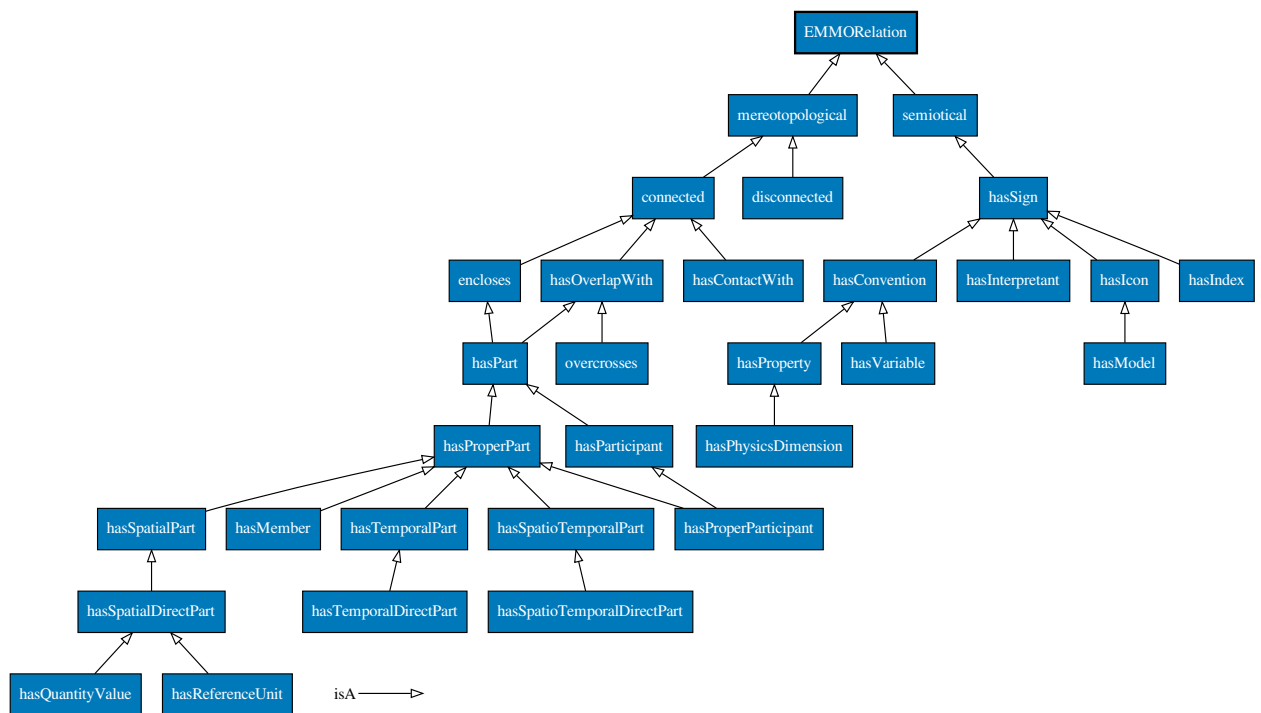 EMMORelation
mereotopological
semiotical
connected
disconnected
hasSign
encloses
hasOverlapWith
hasContactWith
hasConvention
hasInterpretant
hasIcon
hasIndex
hasPart
overcrosses
hasProperty
hasVariable
hasModel
hasProperPart
hasParticipant
hasPhysicsDimension
hasSpatialPart
hasMember
hasTemporalPart
hasSpatioTemporalPart
hasProperParticipant
hasSpatialDirectPart
hasTemporalDirectPart
hasSpatioTemporalDirectPart
hasQuantityValue
hasReferenceUnit
isA